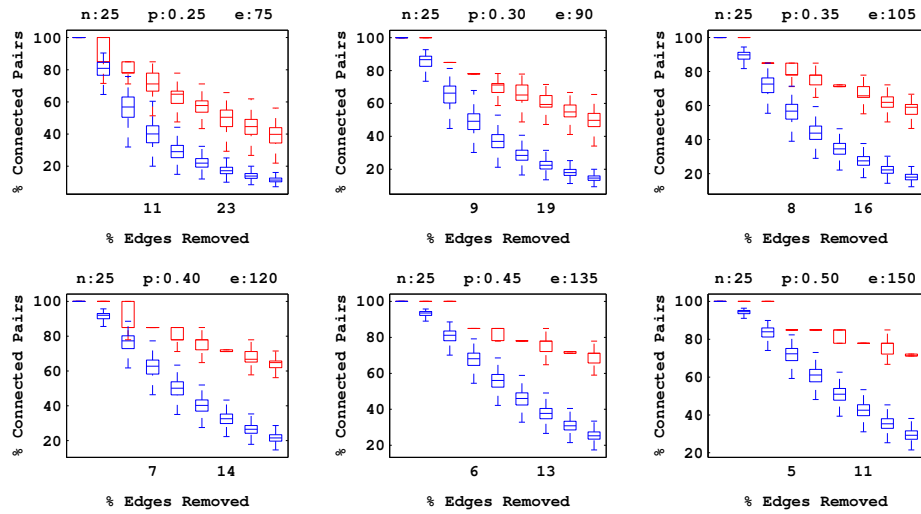 n:25 p:0.25 e:75
n:25 p:0.30 e:90
n:25 p:0.35 e:105
% Connected Pairs
100
80
60
40
20
11 23
% Edges Removed
% Connected Pairs
100
80
60
40
20
9 19
% Edges Removed
% Connected Pairs
100
80
60
40
20
8 16
% Edges Removed
n:25 p:0.40 e:120
n:25 p:0.45 e:135
n:25 p:0.50 e:150
% Connected Pairs
100
80
60
40
20
7 14
% Edges Removed
% Connected Pairs
100
80
60
40
20
6 13
% Edges Removed
% Connected Pairs
100
80
60
40
20
5 11
% Edges Removed